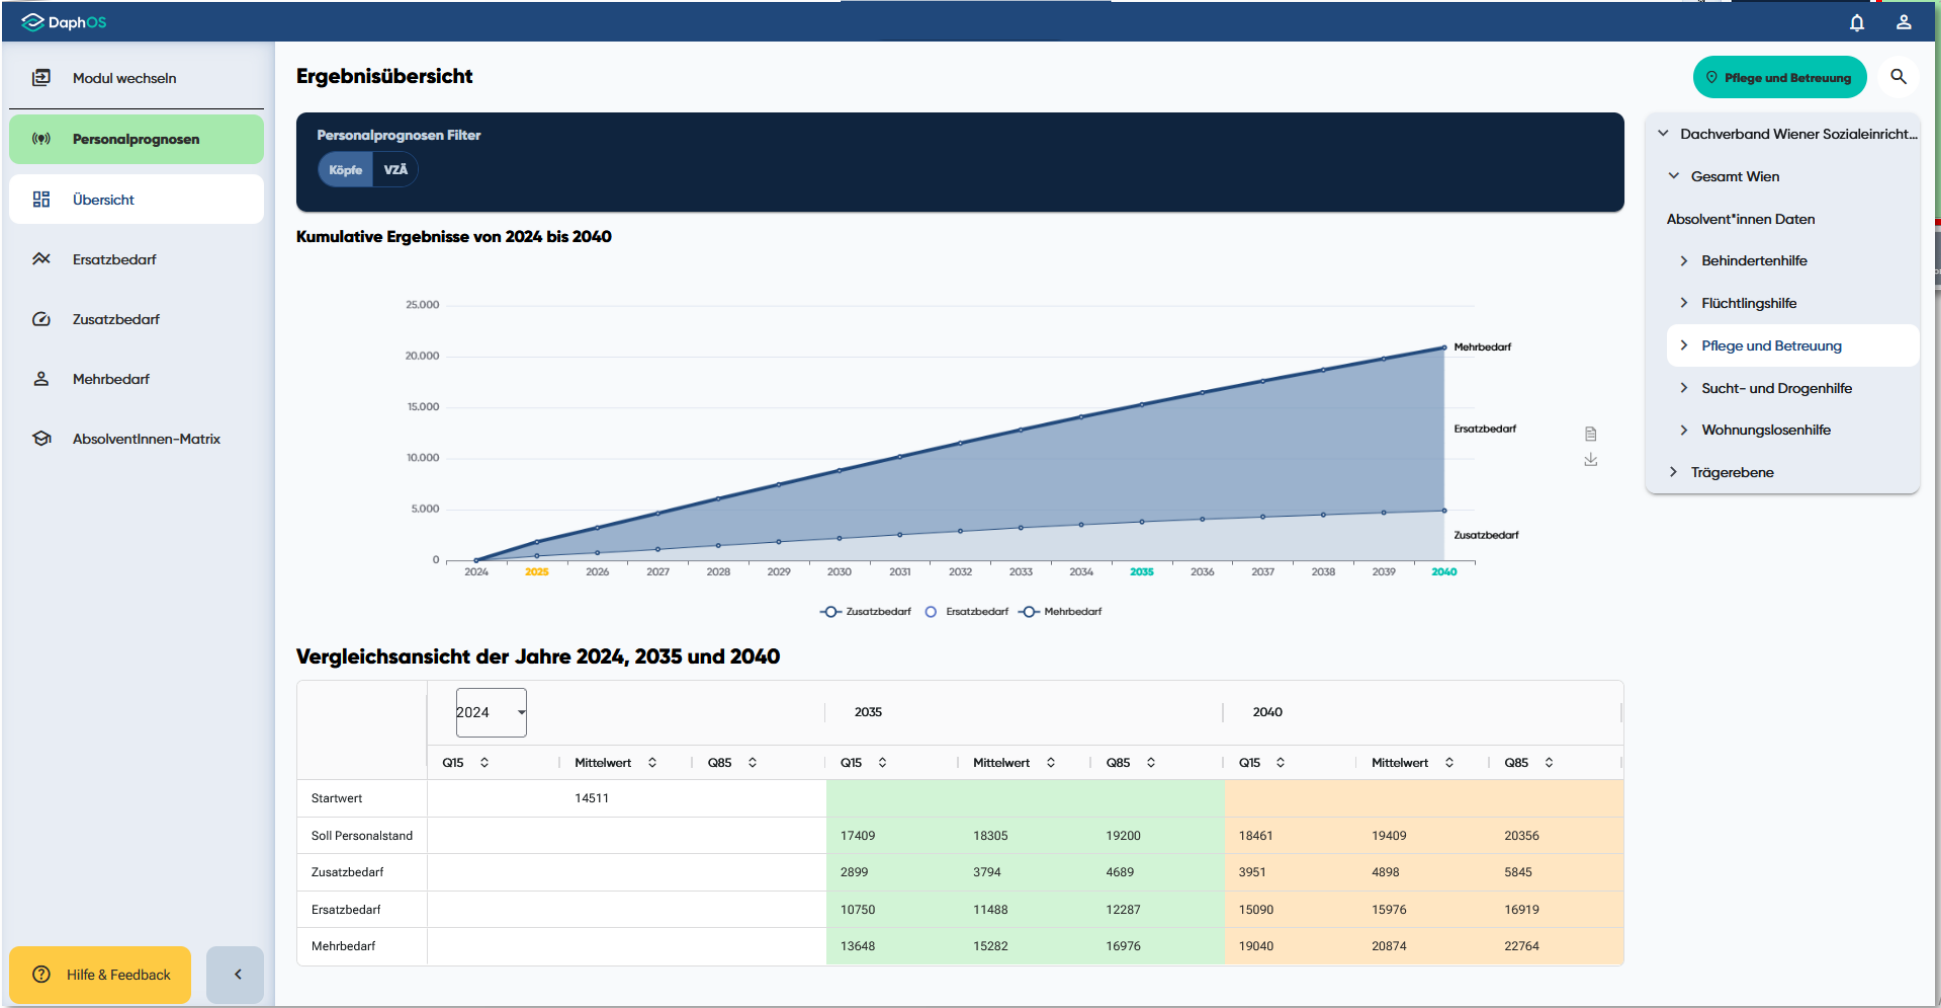 DaphOS
Modul wechseln
Personalprognosen
Übersicht
Ersatzbedarf
Zusatzbedarf
Mehrbedarf
AbsolventInnen-Matrix
Hilfe & Feedback
Ergebnisübersicht
Pflege und Betreuung
Personalprognosen Filter
Köpfe VZÄ
Kumulative Ergebnisse von 2024 bis 2040
25.000
20.000
15.000
10.000
5.000
0
Mehrbedarf
Ersatzbedarf
Zusatzbedarf
2024 2025 2026 2027 2028 2029 2030 2031 2032 2033 2034 2035 2036 2037 2038 2039 2040
Zusatzbedarf Ersatzbedarf Mehrbedarf
Dachverband Wiener Sozialeinricht...
Gesamt Wien
Absolvent*innen Daten
Behindertenhilfe
Flüchtlingshilfe
Pflege und Betreuung
Sucht- und Drogenhilfe
Wohnungslosenhilfe
Trägerebene
Vergleichsansicht der Jahre 2024, 2035 und 2040
2024 2035 2040
Q15 Mittelwert Q85 Q15 Mittelwert Q85 Q15 Mittelwert Q85
Startwert 14511
Soll Personalstand 17409 18305 19200 18461 19409 20356
Zusatzbedarf 2899 3794 4689 3951 4898 5845
Ersatzbedarf 10750 11488 12287 15090 15976 16919
Mehrbedarf 13648 15282 16976 19040 20874 22764